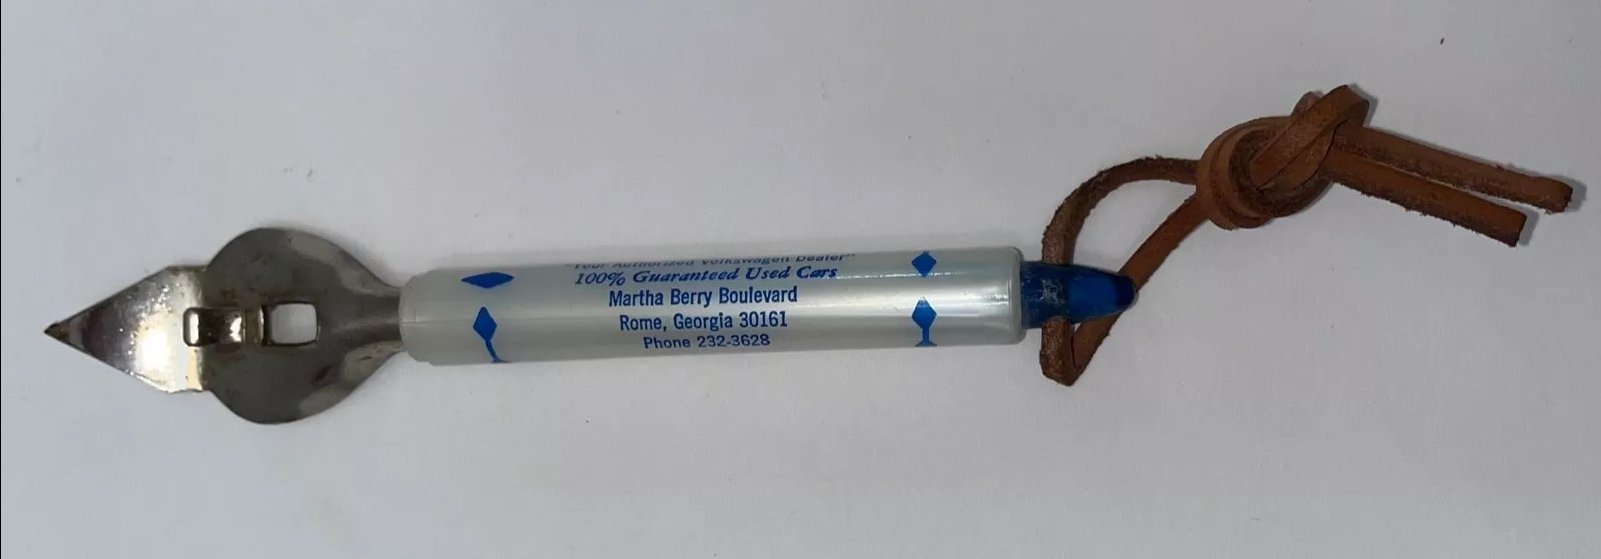 "Your Authorized Volkswagen Dealer"
100% Guaranteed Used Cars
Martha Berry Boulevard
Rome, Georgia 30161
Phone 232-3628